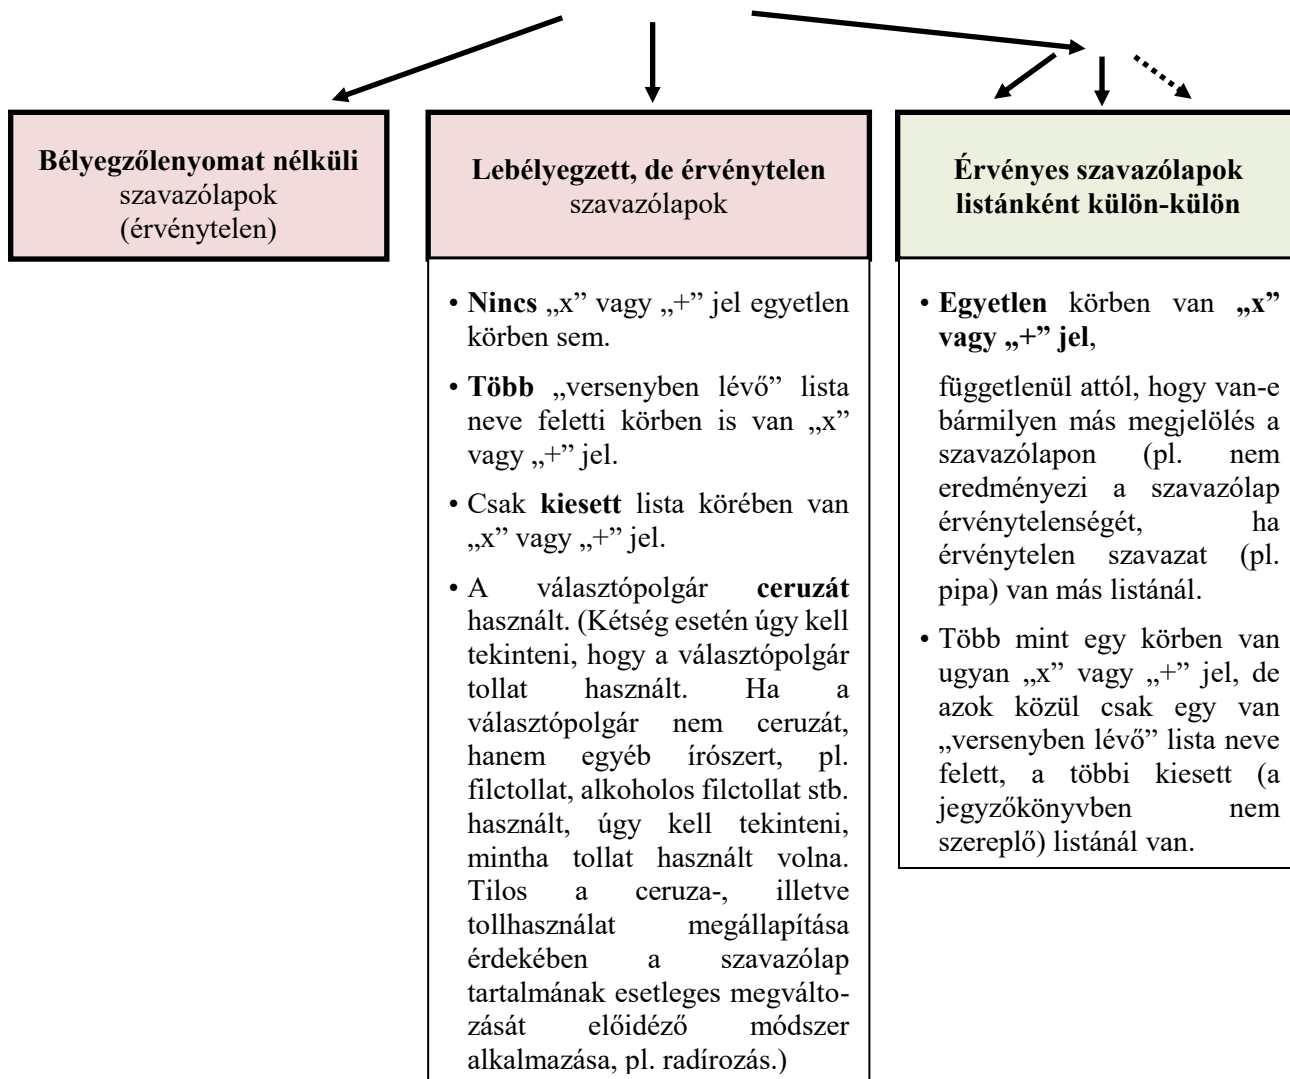 Bélyegzőlenyomat nélküli
szavazólapok
(érvénytelen)
Lebélyegzett, de érvénytelen
szavazólapok
Érvényes szavazólapok
listánként külön-külön
• Nincs „x” vagy „+” jel egyetlen
körben sem.
• Több „versenyben lévő” lista
neve feletti körben is van „x”
vagy „+” jel.
• Csak kiesett lista körében van
„x” vagy „+” jel.
• A választópolgár ceruzát
használt. (Kétség esetén úgy kell
tekinteni, hogy a választópolgár
tollat használt. Ha a
választópolgár nem ceruzát,
hanem egyéb írószert, pl.
filctollat, alkoholos filctollat stb.
használt, úgy kell tekinteni,
mintha tollat használt volna.
Tilos a ceruza-, illetve
tollhasználat megállapítása
érdekében a szavazólap
tartalmának esetleges megválto-
zását előidéző módszer
alkalmazása, pl. radírozás.)
• Egyetlen körben van „x”
vagy „+” jel,
függetlenül attól, hogy van-e
bármilyen más megjelölés a
szavazólapon (pl. nem
eredményezi a szavazólap
érvénytelenségét, ha
érvénytelen szavazat (pl.
pipa) van más listánál.
• Több mint egy körben van
ugyan „x” vagy „+” jel, de
azok közül csak egy van
„versenyben lévő” lista neve
felett, a többi kiesett (a
jegyzőkönyvben nem
szereplő) listánál van.